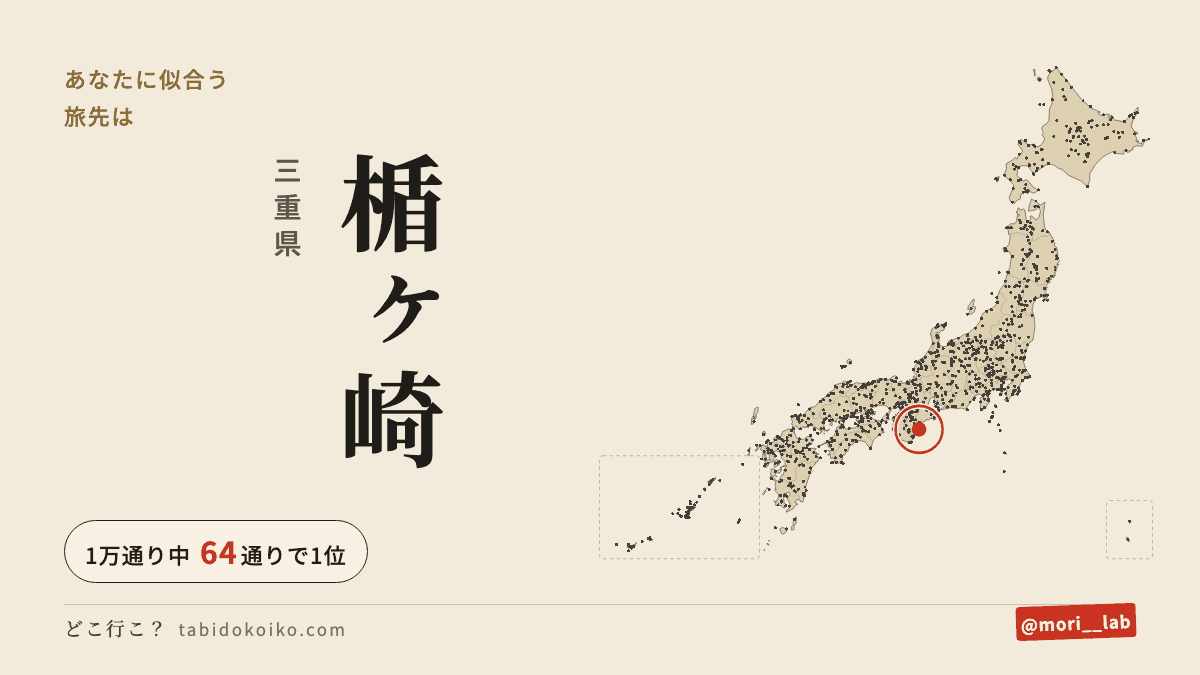 あなたに似合う
旅先は
楯ヶ崎
三重県
1万通り中 64通りで1位
どこ行こ？ tabidokoiko.com
@mori__lab